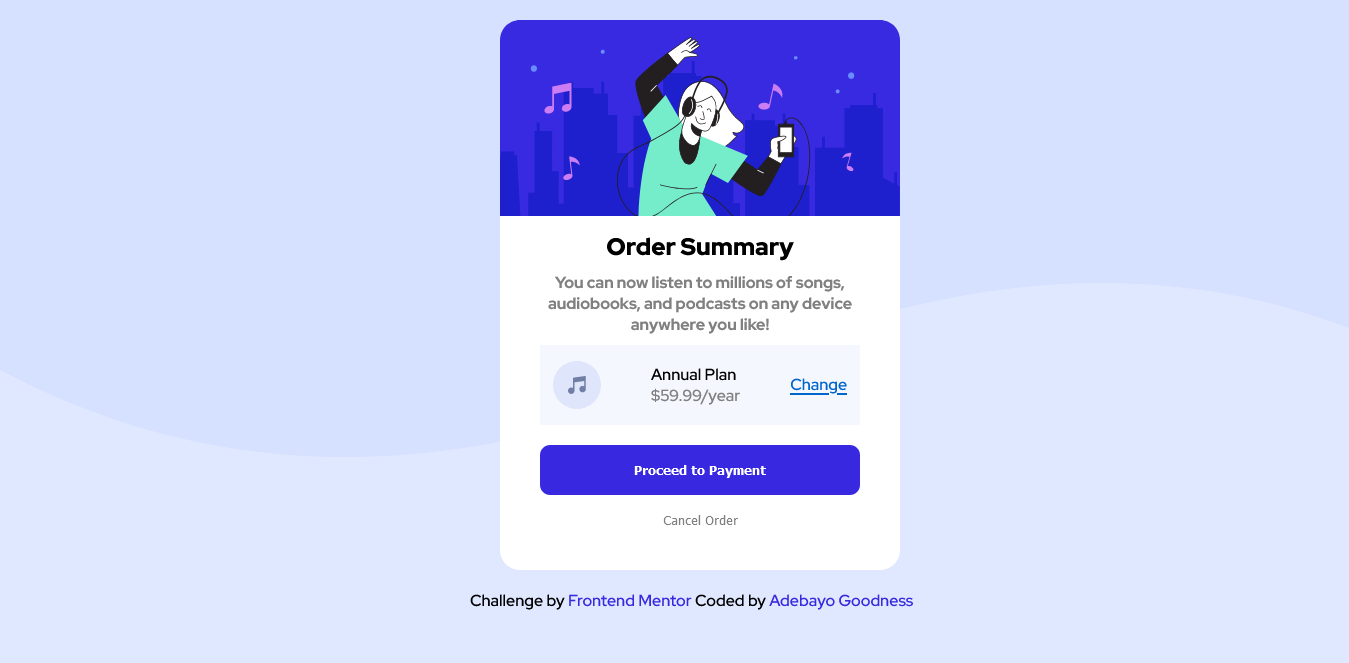 Order Summary
You can now listen to millions of songs,
audiobooks, and podcasts on any device
anywhere you like!
Annual Plan
$59.99/year
Change
Proceed to Payment
Cancel Order
Challenge by Frontend Mentor Coded by Adebayo Goodness